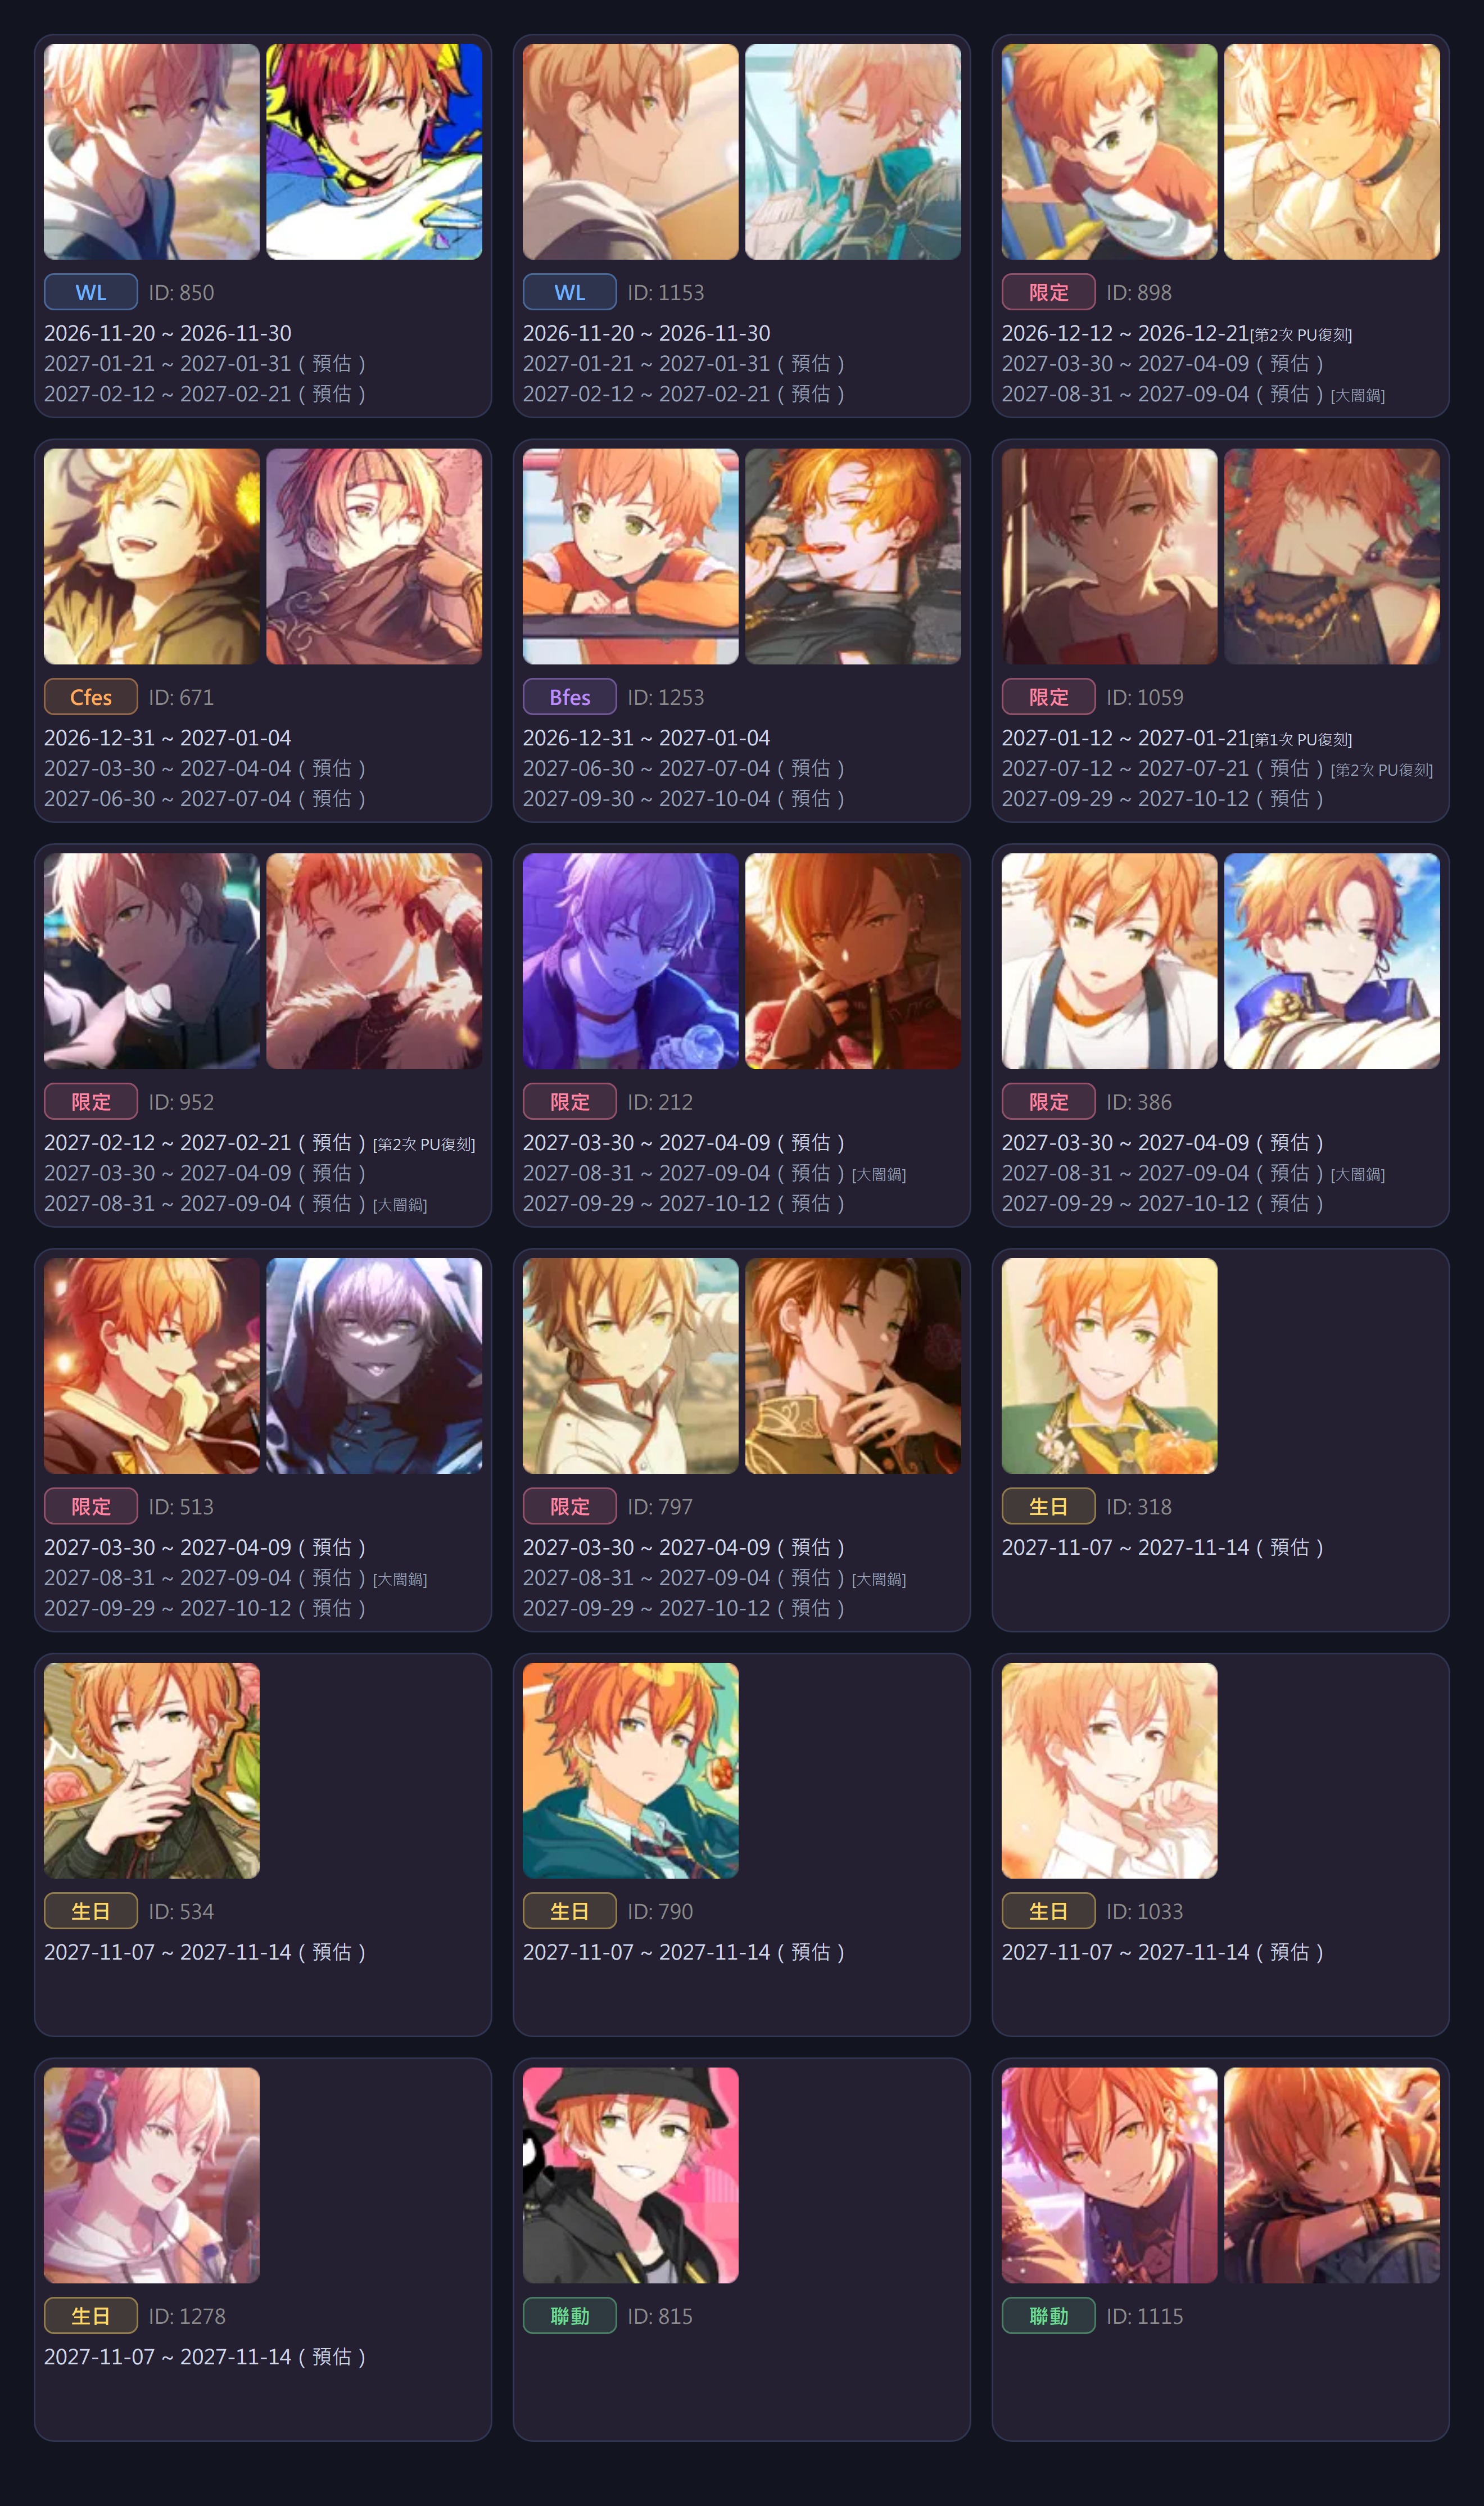 WL ID: 850
2026-11-20 ~ 2026-11-30
2027-01-21 ~ 2027-01-31 ( 預估 )
2027-02-12 ~ 2027-02-21 ( 預估 )
WL ID: 1153
2026-11-20 ~ 2026-11-30
2027-01-21 ~ 2027-01-31 ( 預估 )
2027-02-12 ~ 2027-02-21 ( 預估 )
限定 ID: 898
2026-12-12 ~ 2026-12-21[第2次 PU復刻]
2027-03-30 ~ 2027-04-09 ( 預估 )
2027-08-31 ~ 2027-09-04 ( 預估 ) [大闇鍋]
Cfes ID: 671
2026-12-31 ~ 2027-01-04
2027-03-30 ~ 2027-04-04 ( 預估 )
2027-06-30 ~ 2027-07-04 ( 預估 )
Bfes ID: 1253
2026-12-31 ~ 2027-01-04
2027-06-30 ~ 2027-07-04 ( 預估 )
2027-09-30 ~ 2027-10-04 ( 預估 )
限定 ID: 1059
2027-01-12 ~ 2027-01-21[第1次 PU復刻]
2027-07-12 ~ 2027-07-21 ( 預估 ) [第2次 PU復刻]
2027-09-29 ~ 2027-10-12 ( 預估 )
限定 ID: 952
2027-02-12 ~ 2027-02-21 ( 預估 ) [第2次 PU復刻]
2027-03-30 ~ 2027-04-09 ( 預估 )
2027-08-31 ~ 2027-09-04 ( 預估 ) [大闇鍋]
限定 ID: 212
2027-03-30 ~ 2027-04-09 ( 預估 )
2027-08-31 ~ 2027-09-04 ( 預估 ) [大闇鍋]
2027-09-29 ~ 2027-10-12 ( 預估 )
限定 ID: 386
2027-03-30 ~ 2027-04-09 ( 預估 )
2027-08-31 ~ 2027-09-04 ( 預估 ) [大闇鍋]
2027-09-29 ~ 2027-10-12 ( 預估 )
限定 ID: 513
2027-03-30 ~ 2027-04-09 ( 預估 )
2027-08-31 ~ 2027-09-04 ( 預估 ) [大闇鍋]
2027-09-29 ~ 2027-10-12 ( 預估 )
限定 ID: 797
2027-03-30 ~ 2027-04-09 ( 預估 )
2027-08-31 ~ 2027-09-04 ( 預估 ) [大闇鍋]
2027-09-29 ~ 2027-10-12 ( 預估 )
生日 ID: 318
2027-11-07 ~ 2027-11-14 ( 預估 )
生日 ID: 534
2027-11-07 ~ 2027-11-14 ( 預估 )
生日 ID: 790
2027-11-07 ~ 2027-11-14 ( 預估 )
生日 ID: 1033
2027-11-07 ~ 2027-11-14 ( 預估 )
生日 ID: 1278
2027-11-07 ~ 2027-11-14 ( 預估 )
聯動 ID: 815
聯動 ID: 1115